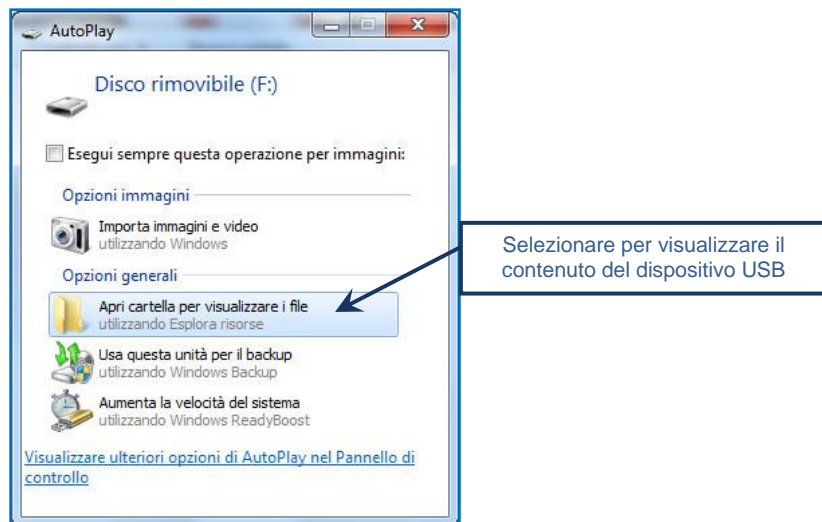 AutoPlay
Disco rimovibile (F:)
Esegui sempre questa operazione per immagini:
Opzioni immagini
Importa immagini e video
utilizzando Windows
Opzioni generali
Apri cartella per visualizzare i file
utilizzando Esplora risorse
Usa questa unità per il backup
utilizzando Windows Backup
Aumenta la velocità del sistema
utilizzando Windows ReadyBoost
Visualizzare ulteriori opzioni di AutoPlay nel Pannello di
controllo
Selezionare per visualizzare il
contenuto del dispositivo USB